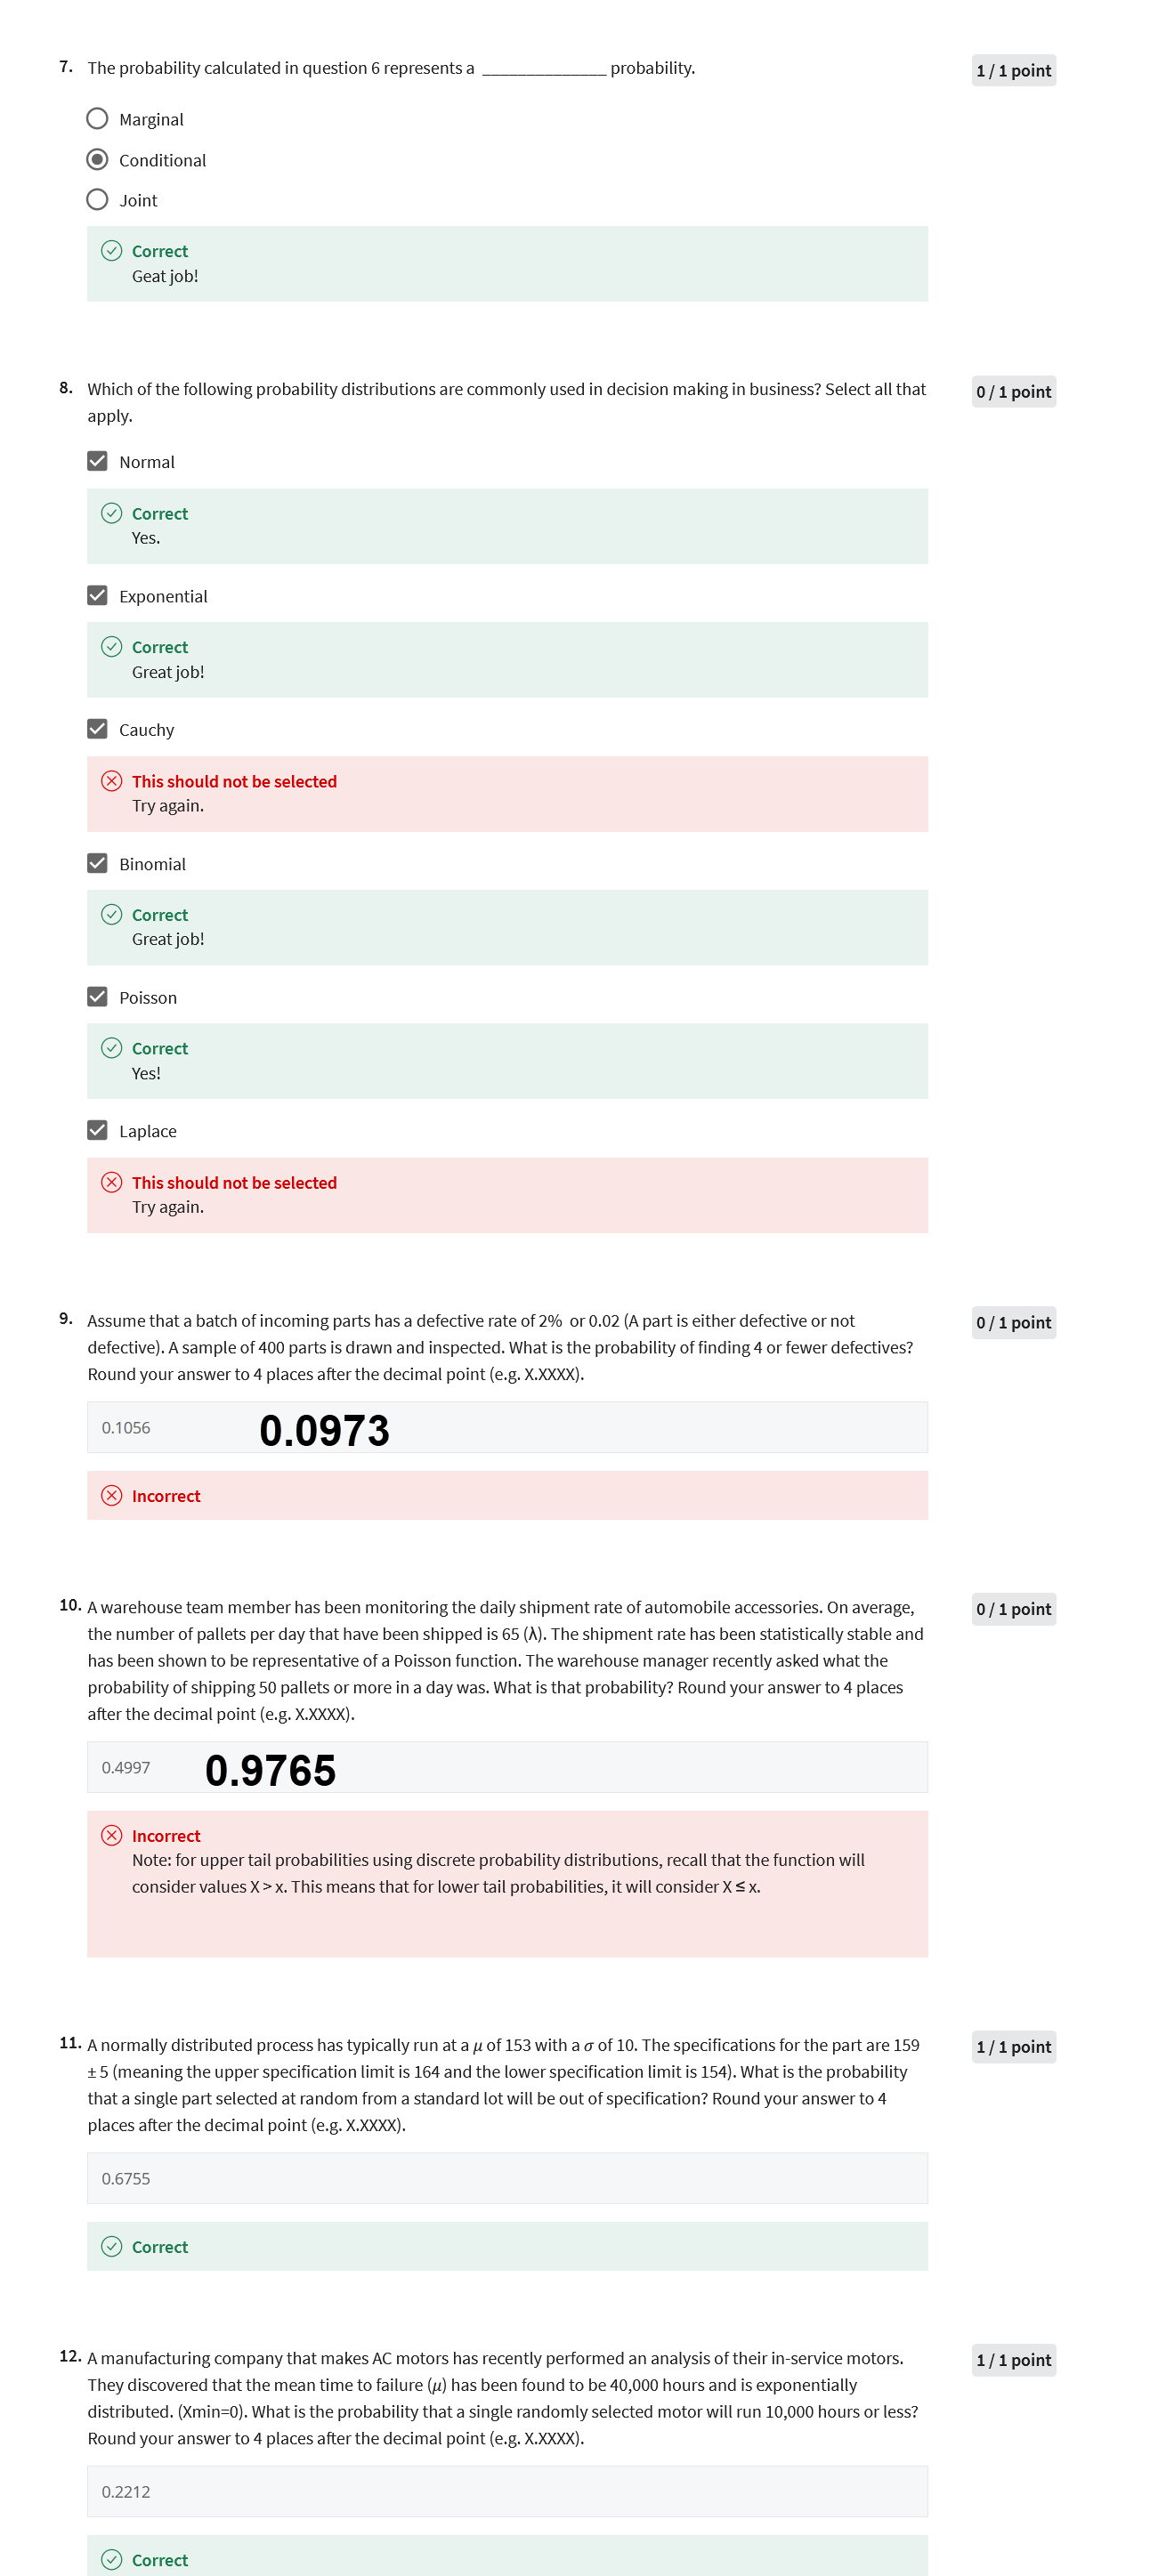 7. The probability calculated in question 6 represents a ______________ probability.
1 / 1 point
Marginal
Conditional
Joint
Correct
Geat job!
8. Which of the following probability distributions are commonly used in decision making in business? Select all that
apply.
0 / 1 point
Normal
Correct
Yes.
Exponential
Correct
Great job!
Cauchy
This should not be selected
Try again.
Binomial
Correct
Great job!
Poisson
Correct
Yes!
Laplace
This should not be selected
Try again.
9. Assume that a batch of incoming parts has a defective rate of 2% or 0.02 (A part is either defective or not
defective). A sample of 400 parts is drawn and inspected. What is the probability of finding 4 or fewer defectives?
Round your answer to 4 places after the decimal point (e.g. X.XXXX).
0 / 1 point
0.1056 0.0973
Incorrect
10. A warehouse team member has been monitoring the daily shipment rate of automobile accessories. On average,
the number of pallets per day that have been shipped is 65 (λ). The shipment rate has been statistically stable and
has been shown to be representative of a Poisson function. The warehouse manager recently asked what the
probability of shipping 50 pallets or more in a day was. What is that probability? Round your answer to 4 places
after the decimal point (e.g. X.XXXX).
0 / 1 point
0.4997 0.9765
Incorrect
Note: for upper tail probabilities using discrete probability distributions, recall that the function will
consider values X > x. This means that for lower tail probabilities, it will consider X ≤ x.
11. A normally distributed process has typically run at a μ of 153 with a σ of 10. The specifications for the part are 159
± 5 (meaning the upper specification limit is 164 and the lower specification limit is 154). What is the probability
that a single part selected at random from a standard lot will be out of specification? Round your answer to 4
places after the decimal point (e.g. X.XXXX).
1 / 1 point
0.6755
Correct
12. A manufacturing company that makes AC motors has recently performed an analysis of their in-service motors.
They discovered that the mean time to failure (μ) has been found to be 40,000 hours and is exponentially
distributed. (Xmin=0). What is the probability that a single randomly selected motor will run 10,000 hours or less?
Round your answer to 4 places after the decimal point (e.g. X.XXXX).
1 / 1 point
0.2212
Correct